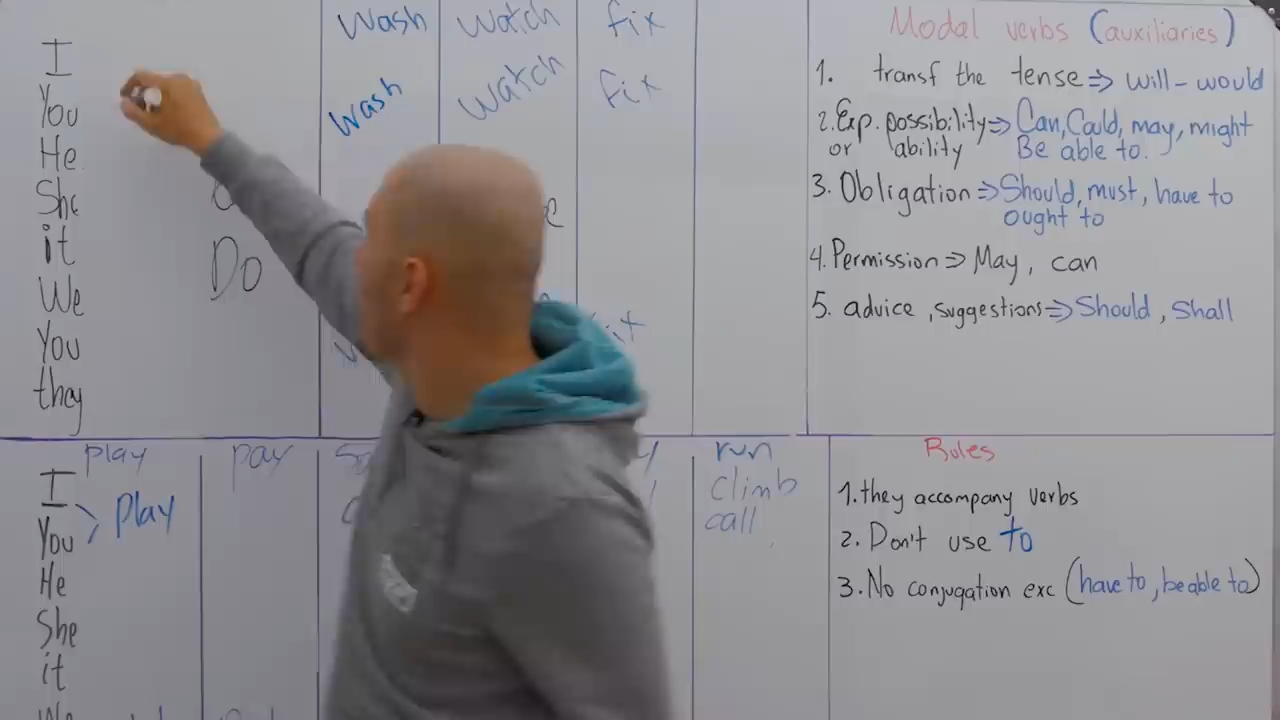 I
You
He
She
it
We
You
they
Do
wash watch fix
wash watch fix
Modal verbs (auxiliaries)
1. transf the tense => will - would
2. Exp. possibility => Can, Could, may, might
or ability Be able to.
3. Obligation => Should, must, have to
ought to
4. Permission => May, can
5. advice, suggestions => Should, Shall
play pay run
climb
call
I
You
Play
He
She
it
We
Rules
1. they accompany verbs
2. Don't use to
3. No conjugation exc (have to, be able to)